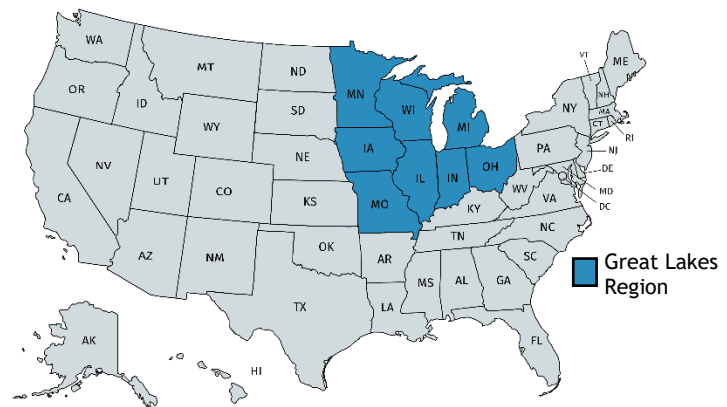 WA
MT
ND
MN
VT
ME
OR
ID
SD
WI
MI
NY
NH
MA
CT
RI
WY
IA
PA
NJ
NV
NE
IL
IN
OH
DE
UT
CO
WV
MD
CA
KS
MO
KY
VA
DC
AZ
NM
OK
AR
TN
NC
SC
MS
AL
GA
TX
LA
FL
AK
HI
Great Lakes
Region